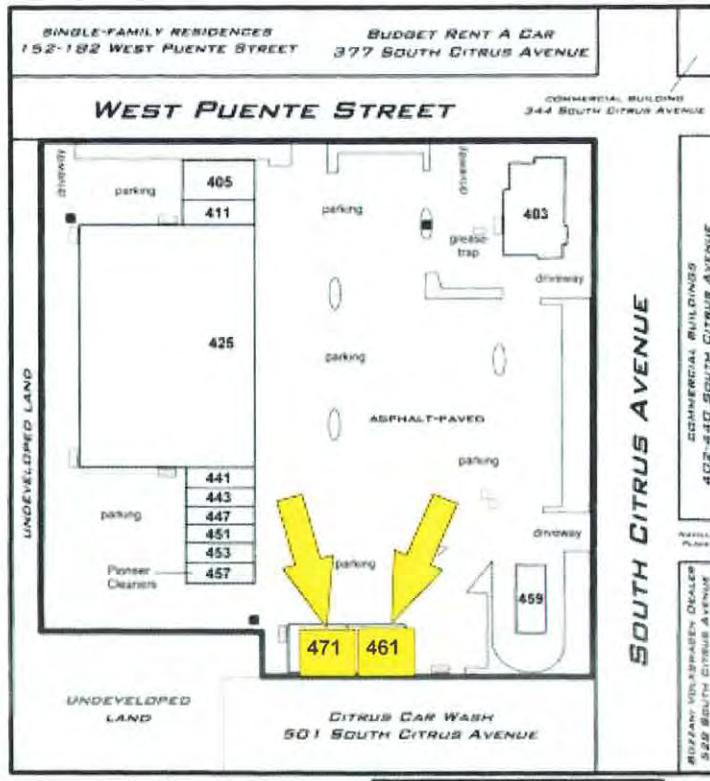 SINGLE-FAMILY RESIDENCES
152-182 WEST PUENTE STREET
BUDGET RENT A CAR
377 SOUTH CITRUS AVENUE
WEST PUENTE STREET
COMMERCIAL BUILDING
344 SOUTH CITRUS AVENUE
driveway
parking
405
411
parking
driveway
403
grease
trap
driveway
425
parking
ASPHALT-PAVED
parking
UNDEVELOPED LAND
SOUTH CITRUS AVENUE
COMMERCIAL BUILDINGS
402-440 SOUTH CITRUS AVENUE
441
443
447
451
453
457
parking
Pioneer
Cleaners
parking
driveway
459
471
461
BOZZANI VOLKSWAGEN DEALER
528 SOUTH CITRUS AVENUE
UNDEVELOPED
LAND
CITRUS CAR WASH
501 SOUTH CITRUS AVENUE